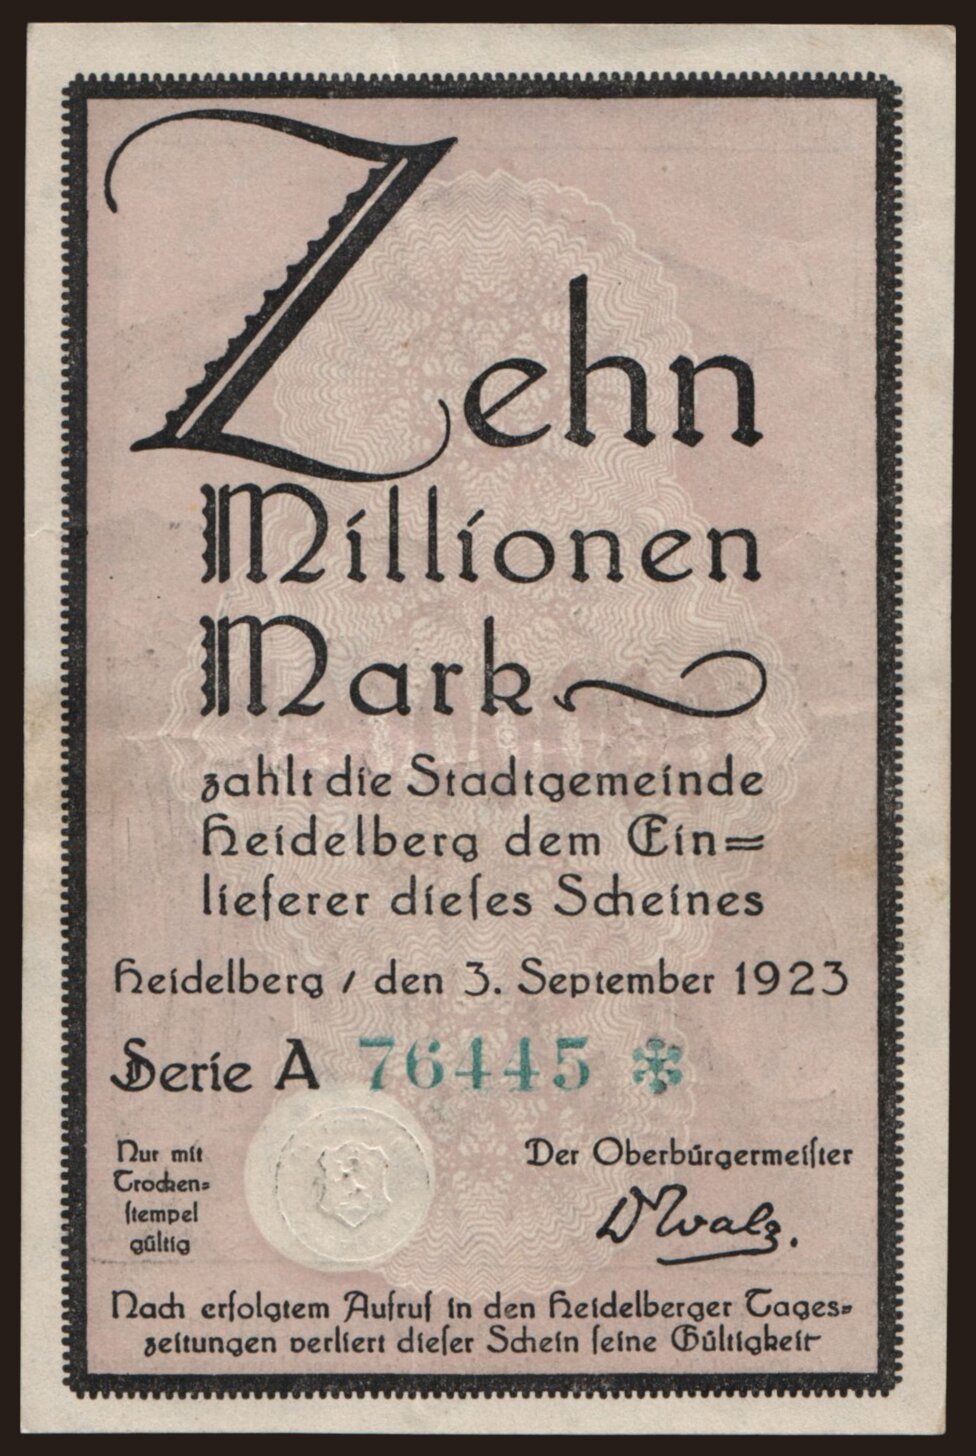 Zehn
Millionen
Mark
zahlt die Stadtgemeinde
Heidelberg dem Ein=
lieferer dieſes Scheines
Heidelberg / den 3. September 1923
Serie A 76445 *
Nur mit
Trocken=
ſtempel
gültig
Der Oberbürgermeiſter
D Walz.
Nach erfolgtem Aufruf in den Heidelberger Tages=
zeitungen verliert dieſer Schein ſeine Gültigkeit